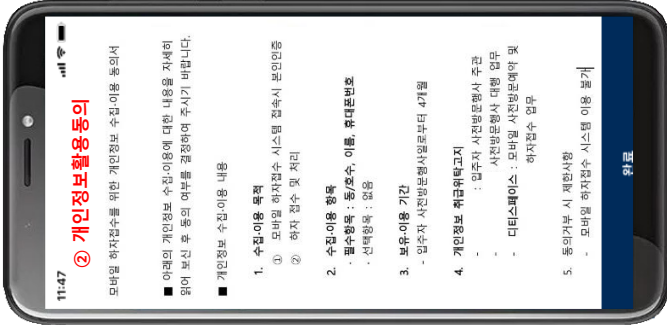 11:47
② 개인정보활용동의
모바일 하자접수를 위한 개인정보 수집·이용 동의서
■ 아래의 개인정보 수집·이용에 대한 내용을 자세히
읽어 보신 후 동의 여부를 결정하여 주시기 바랍니다.
■ 개인정보 수집·이용 내용
1. 수집·이용 목적
① 모바일 하자접수 시스템 접속시 본인인증
② 하자 접수 및 처리
2. 수집·이용 항목
· 필수항목 : 동/호수, 이름, 휴대폰번호
· 선택항목 : 없음
3. 보유·이용 기간
- 입주자 사전방문행사일로부터 4개월
4. 개인정보 취급위탁고지
- : 입주자 사전방문행사 주관
- 사전방문행사 대행 업무
- 디티스페이스 : 모바일 사전방문예약 및
하자접수 업무
5. 동의거부 시 제한사항
- 모바일 하자접수 시스템 이용 불가
완료